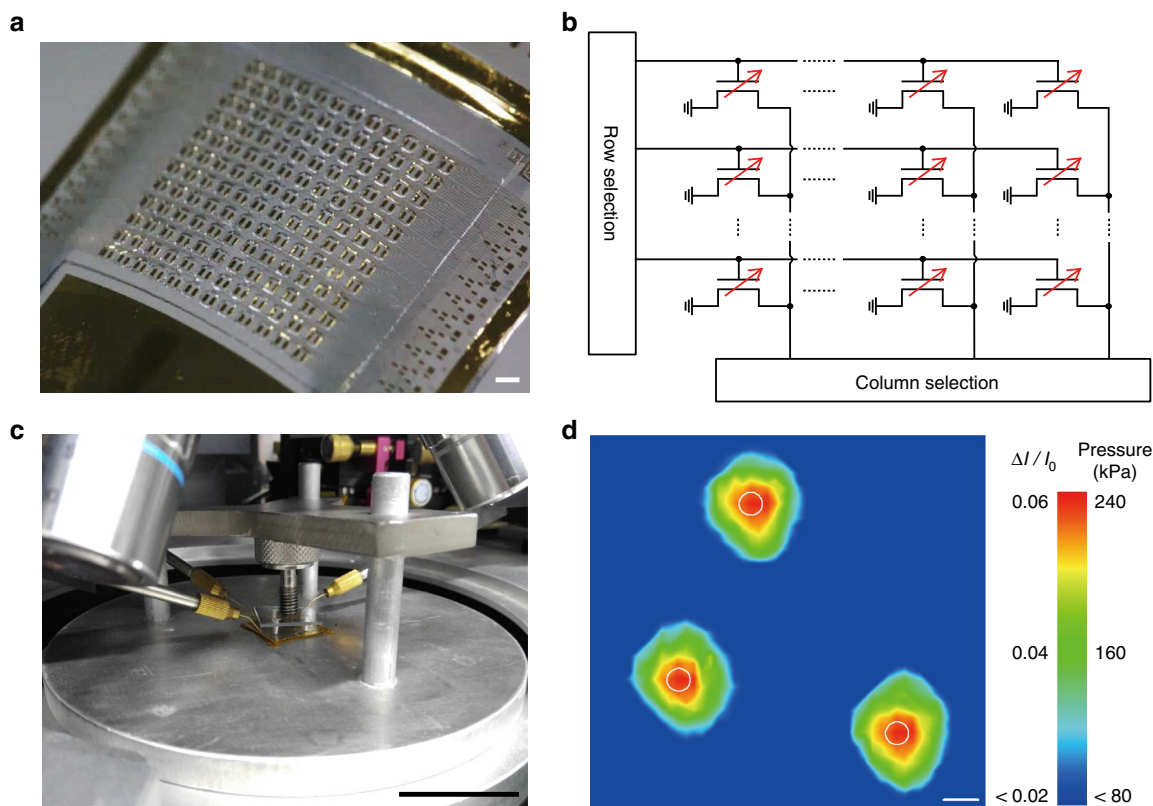 a
b
Row selection
Column selection
c
d
ΔI / I₀
Pressure
(kPa)
0.06
240
0.04
160
< 0.02
< 80